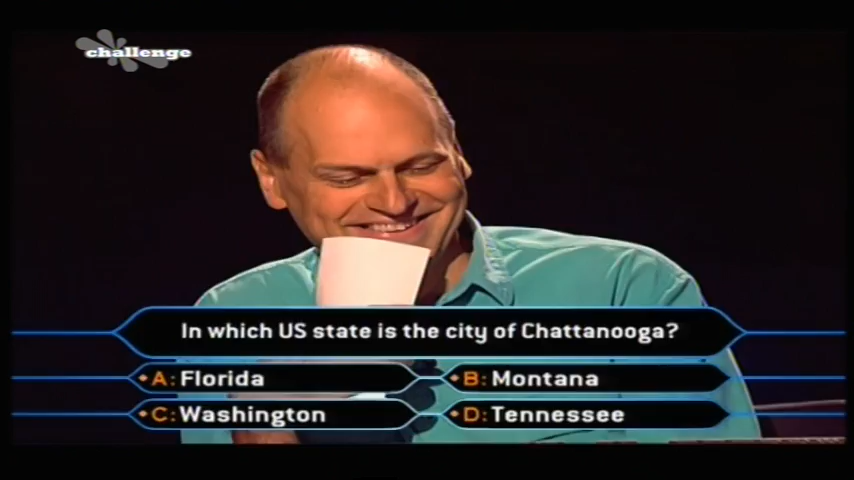 challenge
In which US state is the city of Chattanooga?
A: Florida
B: Montana
C: Washington
D: Tennessee